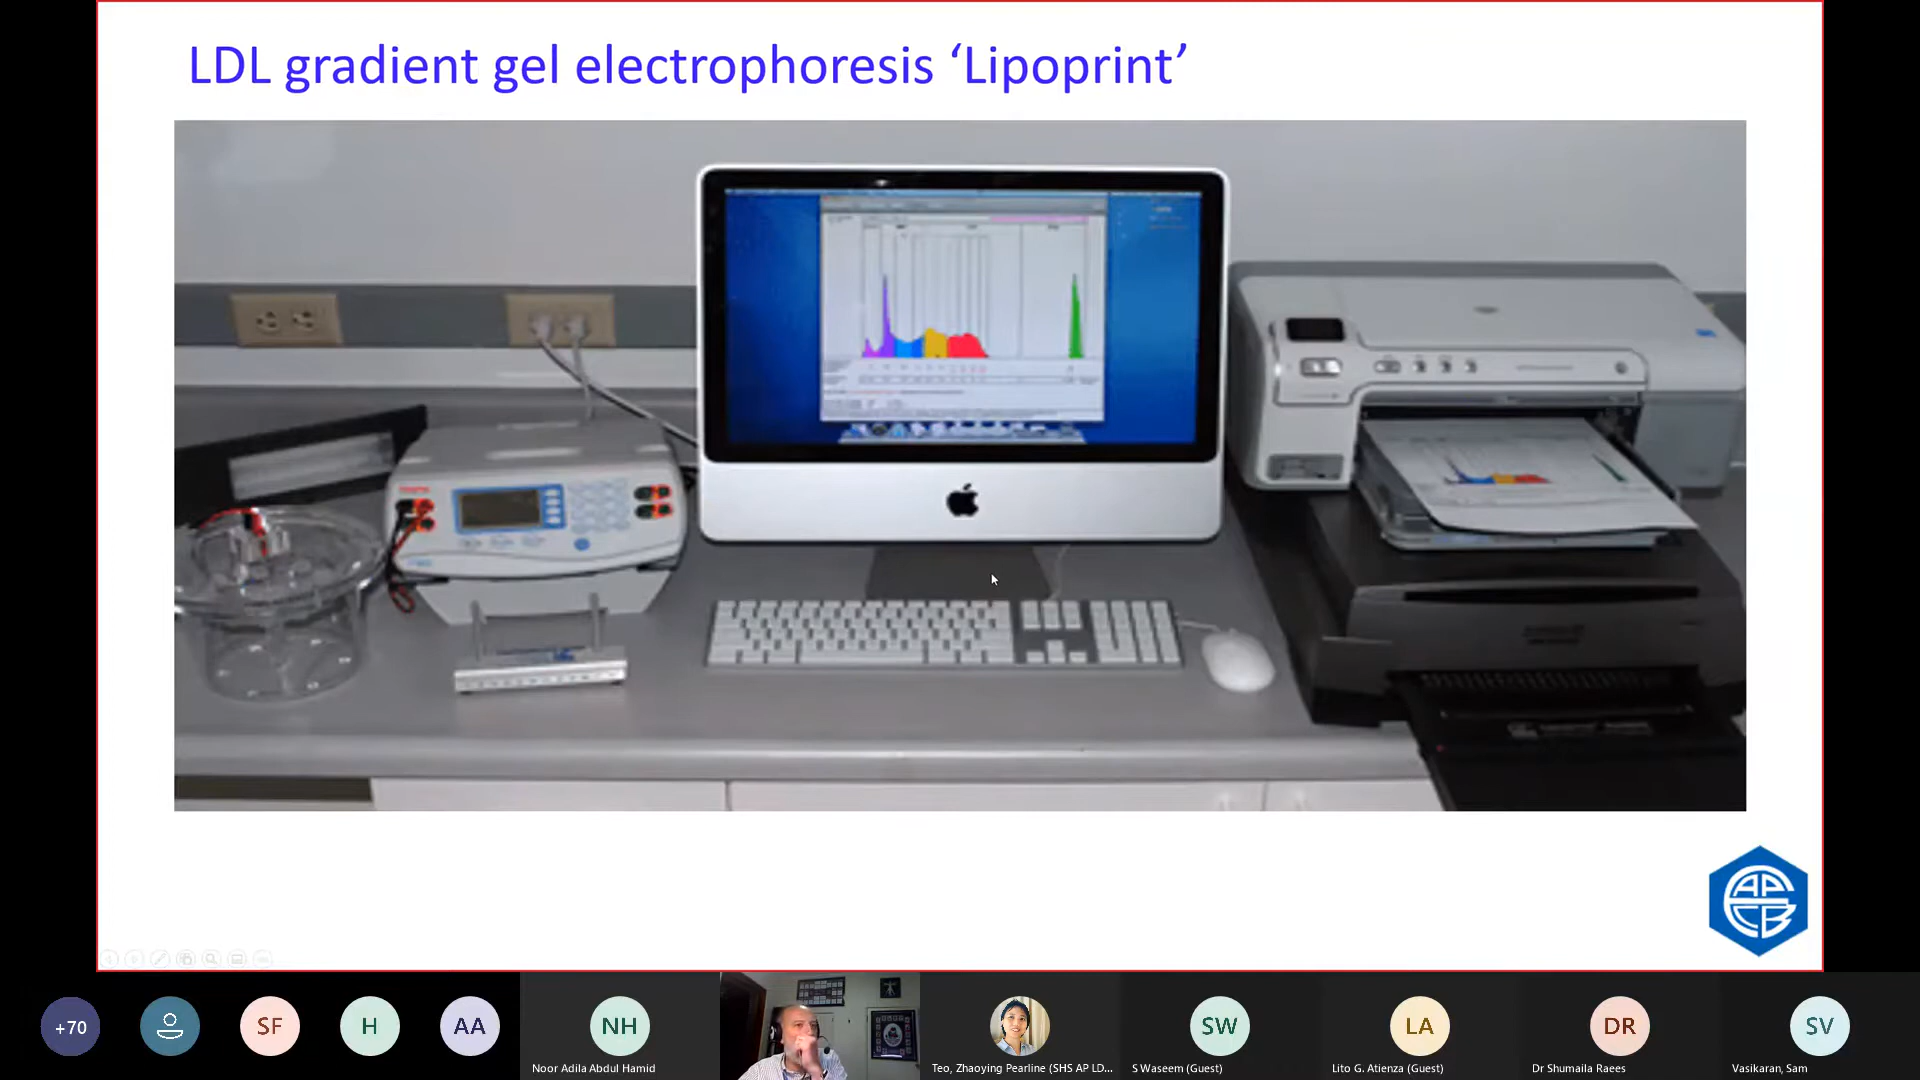 LDL gradient gel electrophoresis ‘Lipoprint’
APFCB
+70
SF
H
AA
NH
SW
LA
DR
SV
Noor Adila Abdul Hamid
Teo, Zhaoying Pearline (SHS AP LD...
S Waseem (Guest)
Lito G. Atienza (Guest)
Dr Shumaila Raees
Vasikaran, Sam